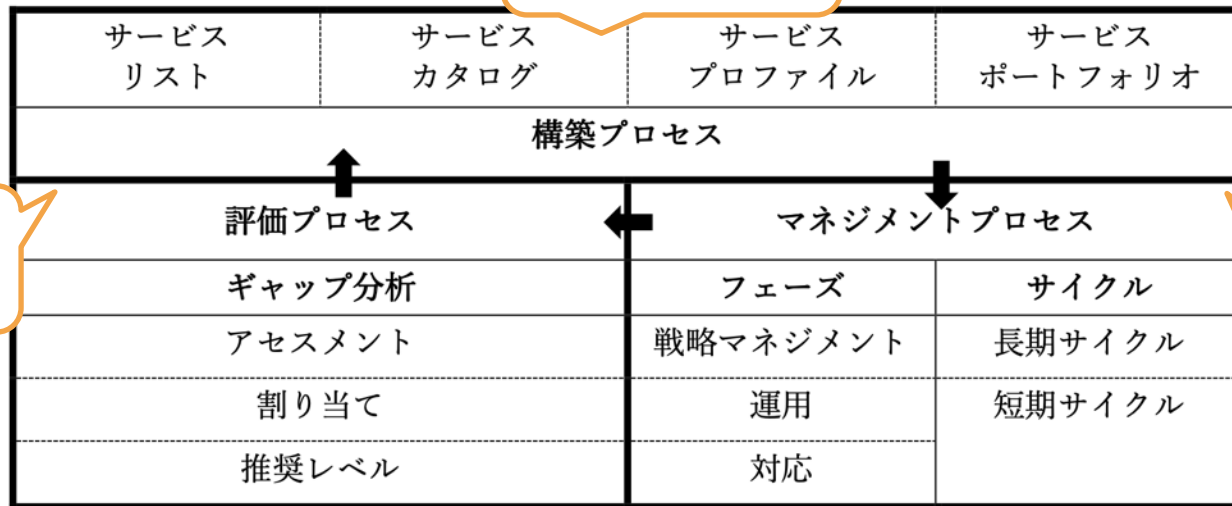 サービス
リスト
サービス
カタログ
サービス
プロファイル
サービス
ポートフォリオ
構築プロセス
評価プロセス
マネジメントプロセス
ギャップ分析
フェーズ
サイクル
アセスメント
戦略マネジメント
長期サイクル
割り当て
運用
短期サイクル
推奨レベル
対応